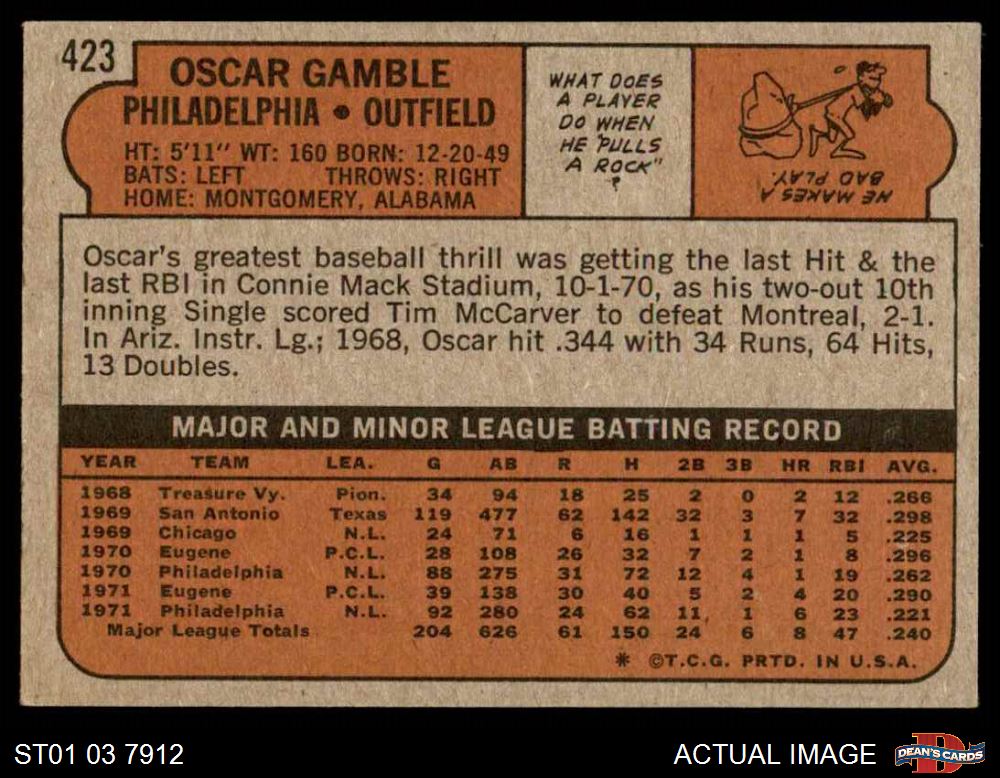 423
OSCAR GAMBLE
PHILADELPHIA • OUTFIELD
HT: 5'11" WT: 160 BORN: 12-20-49
BATS: LEFT THROWS: RIGHT
HOME: MONTGOMERY, ALABAMA
WHAT DOES
A PLAYER
DO WHEN
HE "PULLS
A ROCK"
?
HE MAKES A
BAD PLAY.
Oscar's greatest baseball thrill was getting the last Hit & the
last RBI in Connie Mack Stadium, 10-1-70, as his two-out 10th
inning Single scored Tim McCarver to defeat Montreal, 2-1.
In Ariz. Instr. Lg.; 1968, Oscar hit .344 with 34 Runs, 64 Hits,
13 Doubles.
MAJOR AND MINOR LEAGUE BATTING RECORD
YEAR TEAM LEA. G AB R H 2B 3B HR RBI AVG.
1968 Treasure Vy. Pion. 34 94 18 25 2 0 2 12 .266
1969 San Antonio Texas 119 477 62 142 32 3 7 32 .298
1969 Chicago N.L. 24 71 6 16 1 1 1 5 .225
1970 Eugene P.C.L. 28 108 26 32 7 2 1 8 .296
1970 Philadelphia N.L. 88 275 31 72 12 4 1 19 .262
1971 Eugene P.C.L. 39 138 30 40 5 2 4 20 .290
1971 Philadelphia N.L. 92 280 24 62 11 1 6 23 .221
Major League Totals 204 626 61 150 24 6 8 47 .240
* ©T.C.G. PRTD. IN U.S.A.
ST01 03 7912
ACTUAL IMAGE
D
DEAN'S CARDS